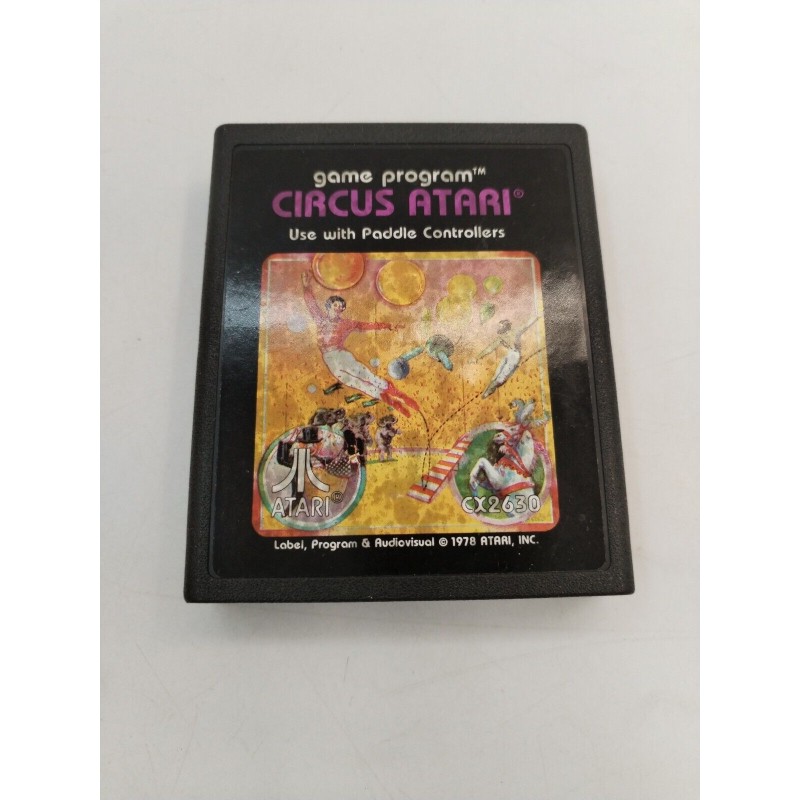 game program™
CIRCUS ATARI®
Use with Paddle Controllers
ATARI®
CX2630
Label, Program & Audiovisual © 1978 ATARI, INC.